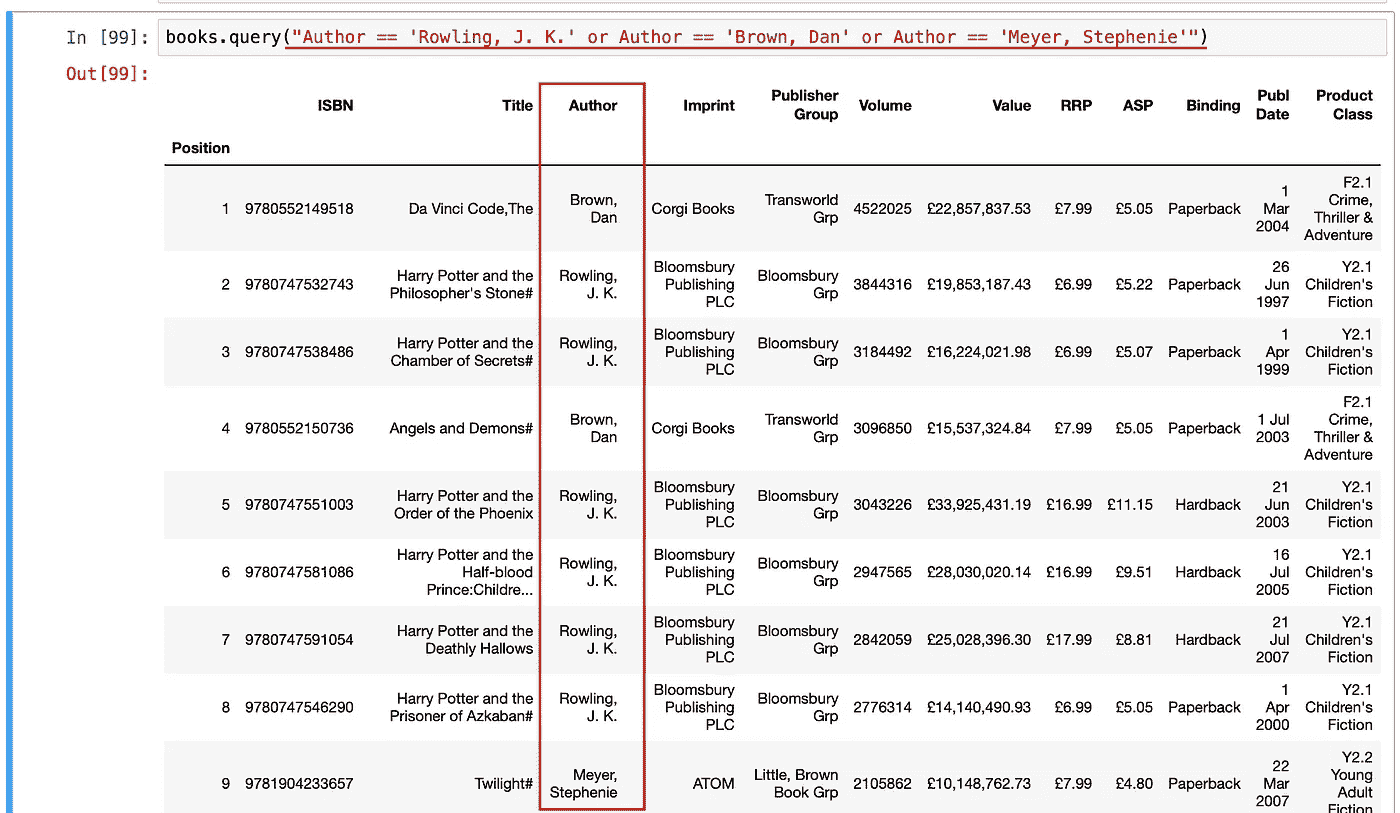 In [99]: books.query("Author == 'Rowling, J. K.' or Author == 'Brown, Dan' or Author == 'Meyer, Stephenie'")
Out[99]:
ISBN Title Author Imprint Publisher Group Volume Value RRP ASP Binding Publ Date Product Class
Position
1 9780552149518 Da Vinci Code,The Brown, Dan Corgi Books Transworld Grp 4522025 £22,857,837.53 £7.99 £5.05 Paperback 1 Mar 2004 F2.1 Crime, Thriller & Adventure
2 9780747532743 Harry Potter and the Philosopher's Stone# Rowling, J. K. Bloomsbury Publishing PLC Bloomsbury Grp 3844316 £19,853,187.43 £6.99 £5.22 Paperback 26 Jun 1997 Y2.1 Children's Fiction
3 9780747538486 Harry Potter and the Chamber of Secrets# Rowling, J. K. Bloomsbury Publishing PLC Bloomsbury Grp 3184492 £16,224,021.98 £6.99 £5.07 Paperback 1 Apr 1999 Y2.1 Children's Fiction
4 9780552150736 Angels and Demons# Brown, Dan Corgi Books Transworld Grp 3096850 £15,537,324.84 £7.99 £5.05 Paperback 1 Jul 2003 F2.1 Crime, Thriller & Adventure
5 9780747551003 Harry Potter and the Order of the Phoenix Rowling, J. K. Bloomsbury Publishing PLC Bloomsbury Grp 3043226 £33,925,431.19 £16.99 £11.15 Hardback 21 Jun 2003 Y2.1 Children's Fiction
6 9780747581086 Harry Potter and the Half-blood Prince:Childre... Rowling, J. K. Bloomsbury Publishing PLC Bloomsbury Grp 2947565 £28,030,020.14 £16.99 £9.51 Hardback 16 Jul 2005 Y2.1 Children's Fiction
7 9780747591054 Harry Potter and the Deathly Hallows Rowling, J. K. Bloomsbury Publishing PLC Bloomsbury Grp 2842059 £25,028,396.30 £17.99 £8.81 Hardback 21 Jul 2007 Y2.1 Children's Fiction
8 9780747546290 Harry Potter and the Prisoner of Azkaban# Rowling, J. K. Bloomsbury Publishing PLC Bloomsbury Grp 2776314 £14,140,490.93 £6.99 £5.05 Paperback 1 Apr 2000 Y2.1 Children's Fiction
9 9781904233657 Twilight# Meyer, Stephenie ATOM Little, Brown Book Grp 2105862 £10,148,762.73 £7.99 £4.80 Paperback 22 Mar 2007 Y2.2 Young Adult Fiction